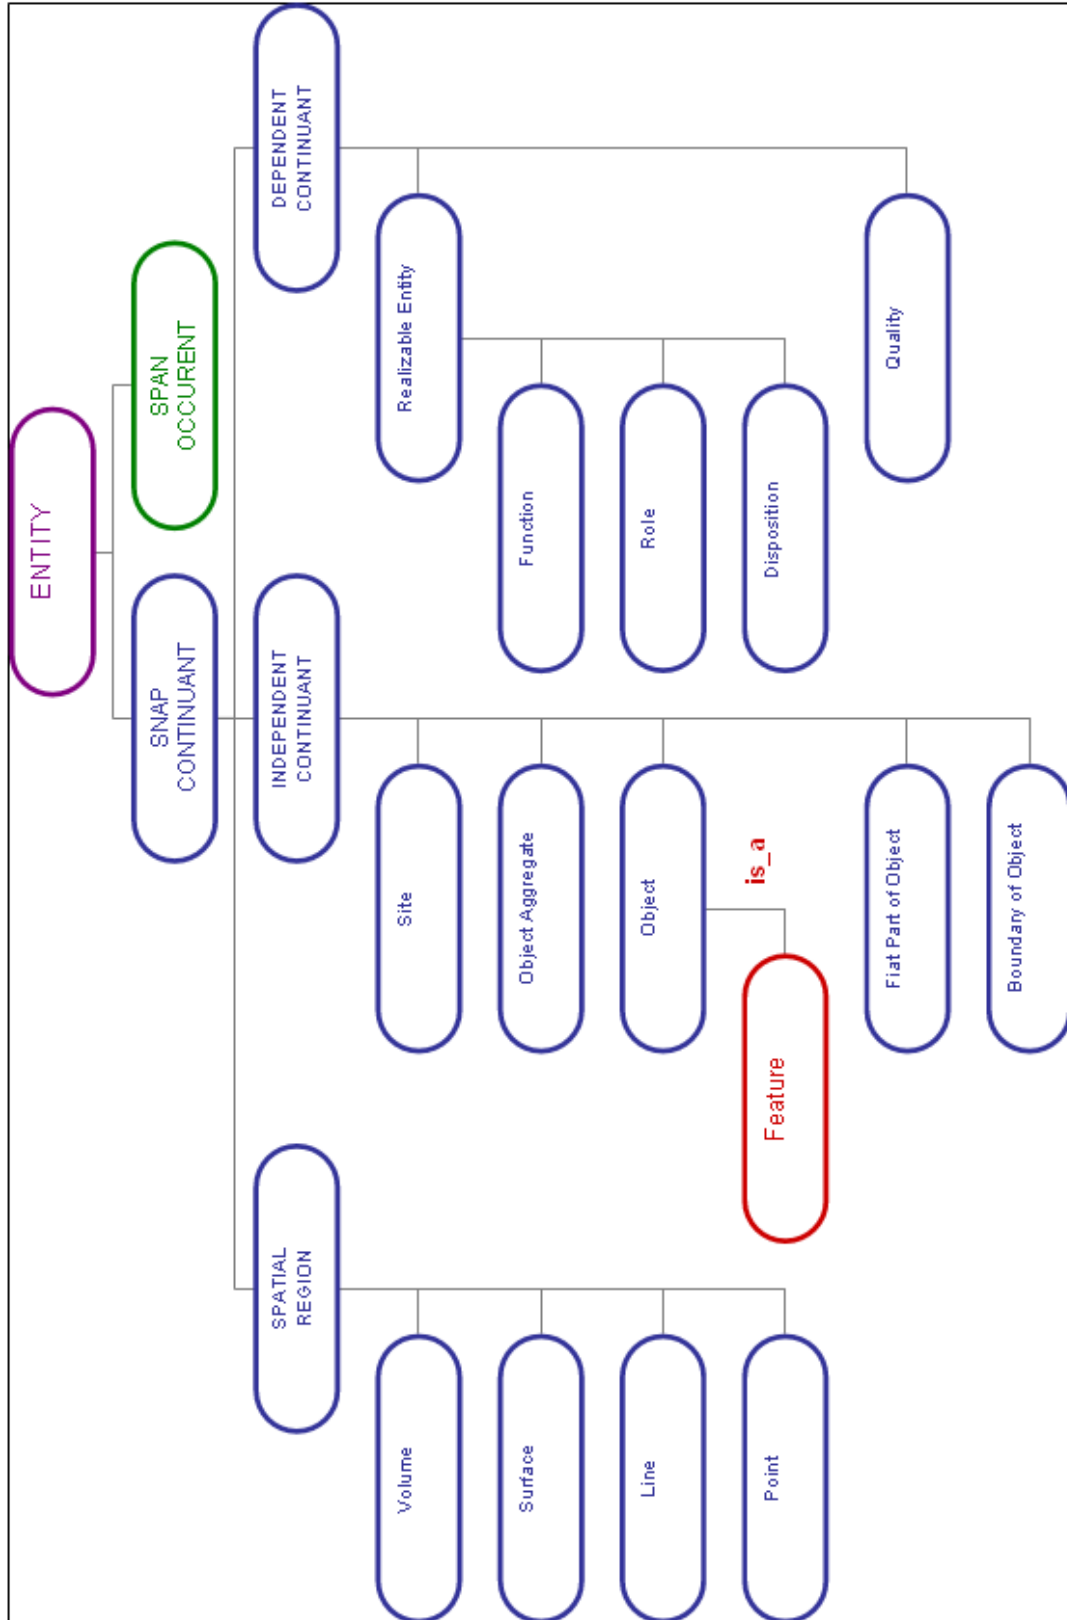 ENTITY
SNAP
CONTINUANT
SPAN
OCCURENT
SPATIAL
REGION
INDEPENDENT
CONTINUANT
DEPENDENT
CONTINUANT
Volume
Surface
Line
Point
Site
Object Aggregate
Object
is_a
Feature
Fiat Part of Object
Boundary of Object
Realizable Entity
Function
Role
Disposition
Quality